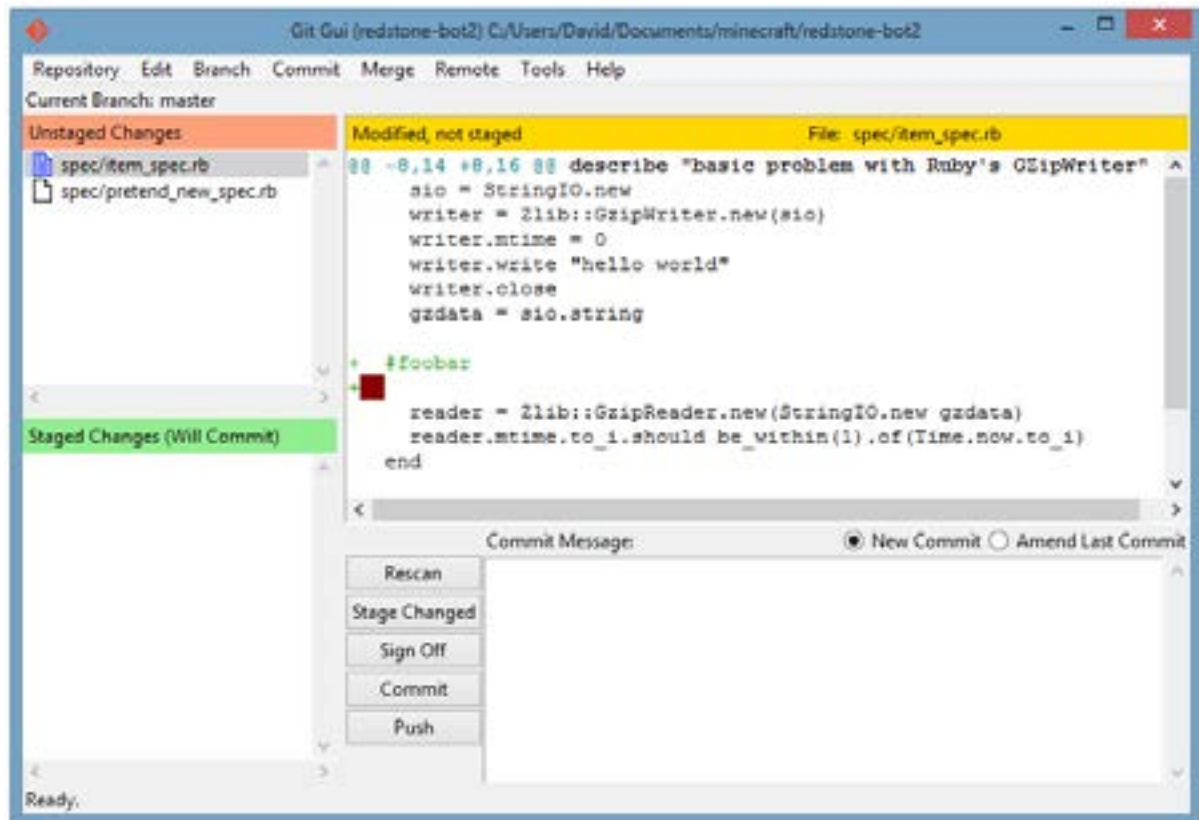 Git Gui (redstone-bot2) C:/Users/David/Documents/minecraft/redstone-bot2
Repository Edit Branch Commit Merge Remote Tools Help
Current Branch: master
Unstaged Changes
spec/item_spec.rb
spec/pretend_new_spec.rb
Staged Changes (Will Commit)
Modified, not staged File: spec/item_spec.rb
@@ -8,14 +8,16 @@ describe "basic problem with Ruby's GZipWriter"
sio = StringIO.new
writer = Zlib::GzipWriter.new(sio)
writer.mtime = 0
writer.write "hello world"
writer.close
gzdata = sio.string
+ #foobar
+
reader = Zlib::GzipReader.new(StringIO.new gzdata)
reader.mtime.to_i.should be_within(1).of(Time.now.to_i)
end
Commit Message: New Commit Amend Last Commit
Rescan
Stage Changed
Sign Off
Commit
Push
Ready.